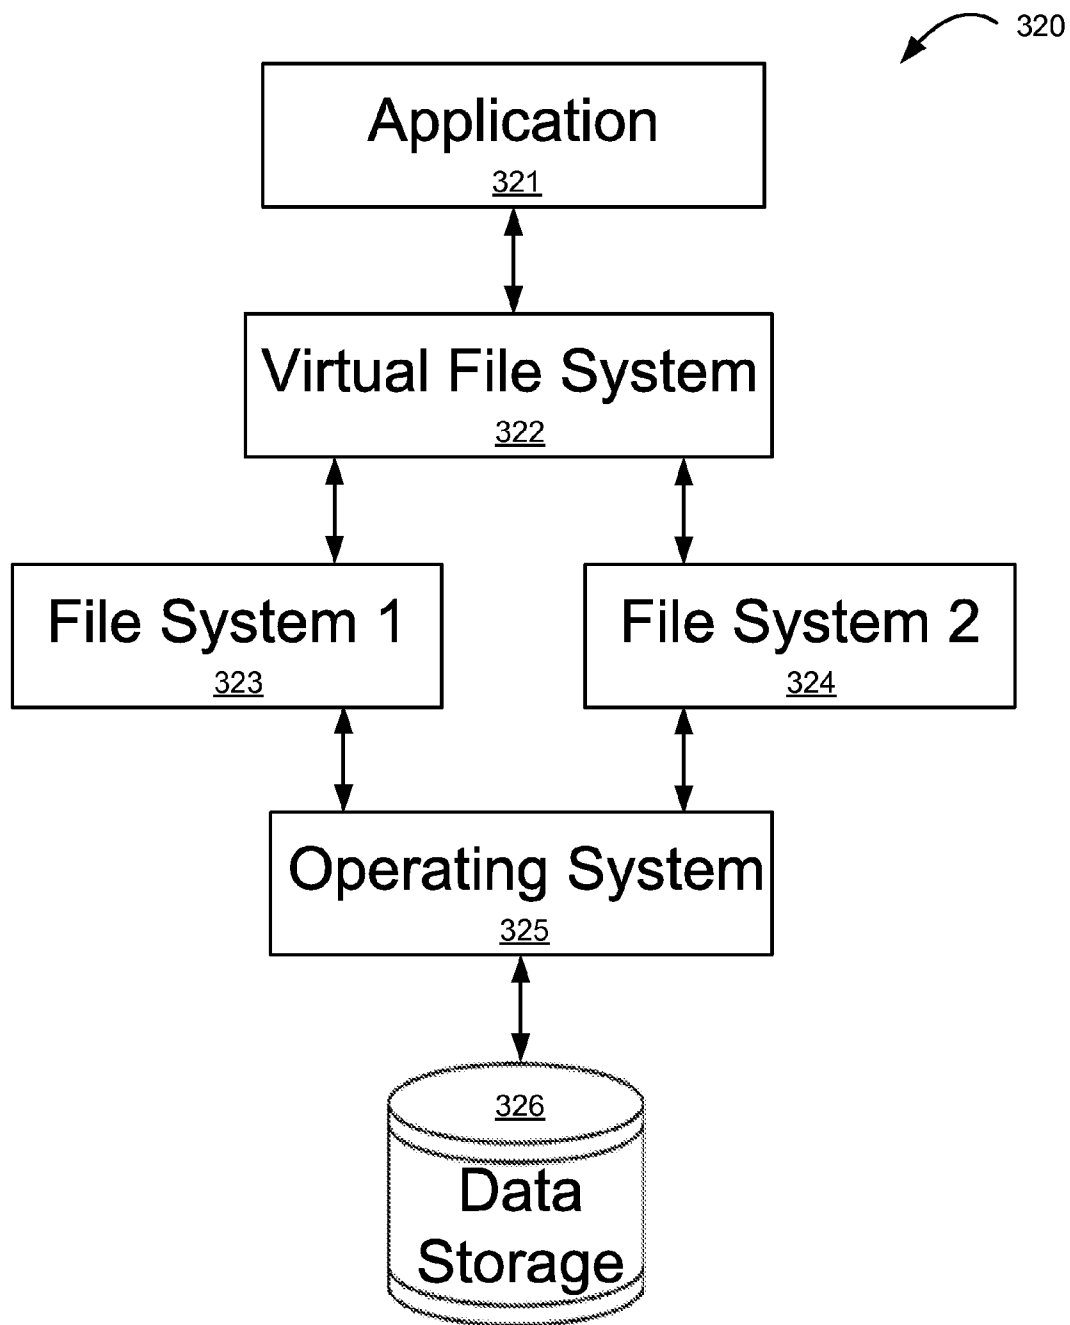 320
Application
321
Virtual File System
322
File System 1
323
File System 2
324
Operating System
325
326
Data
Storage